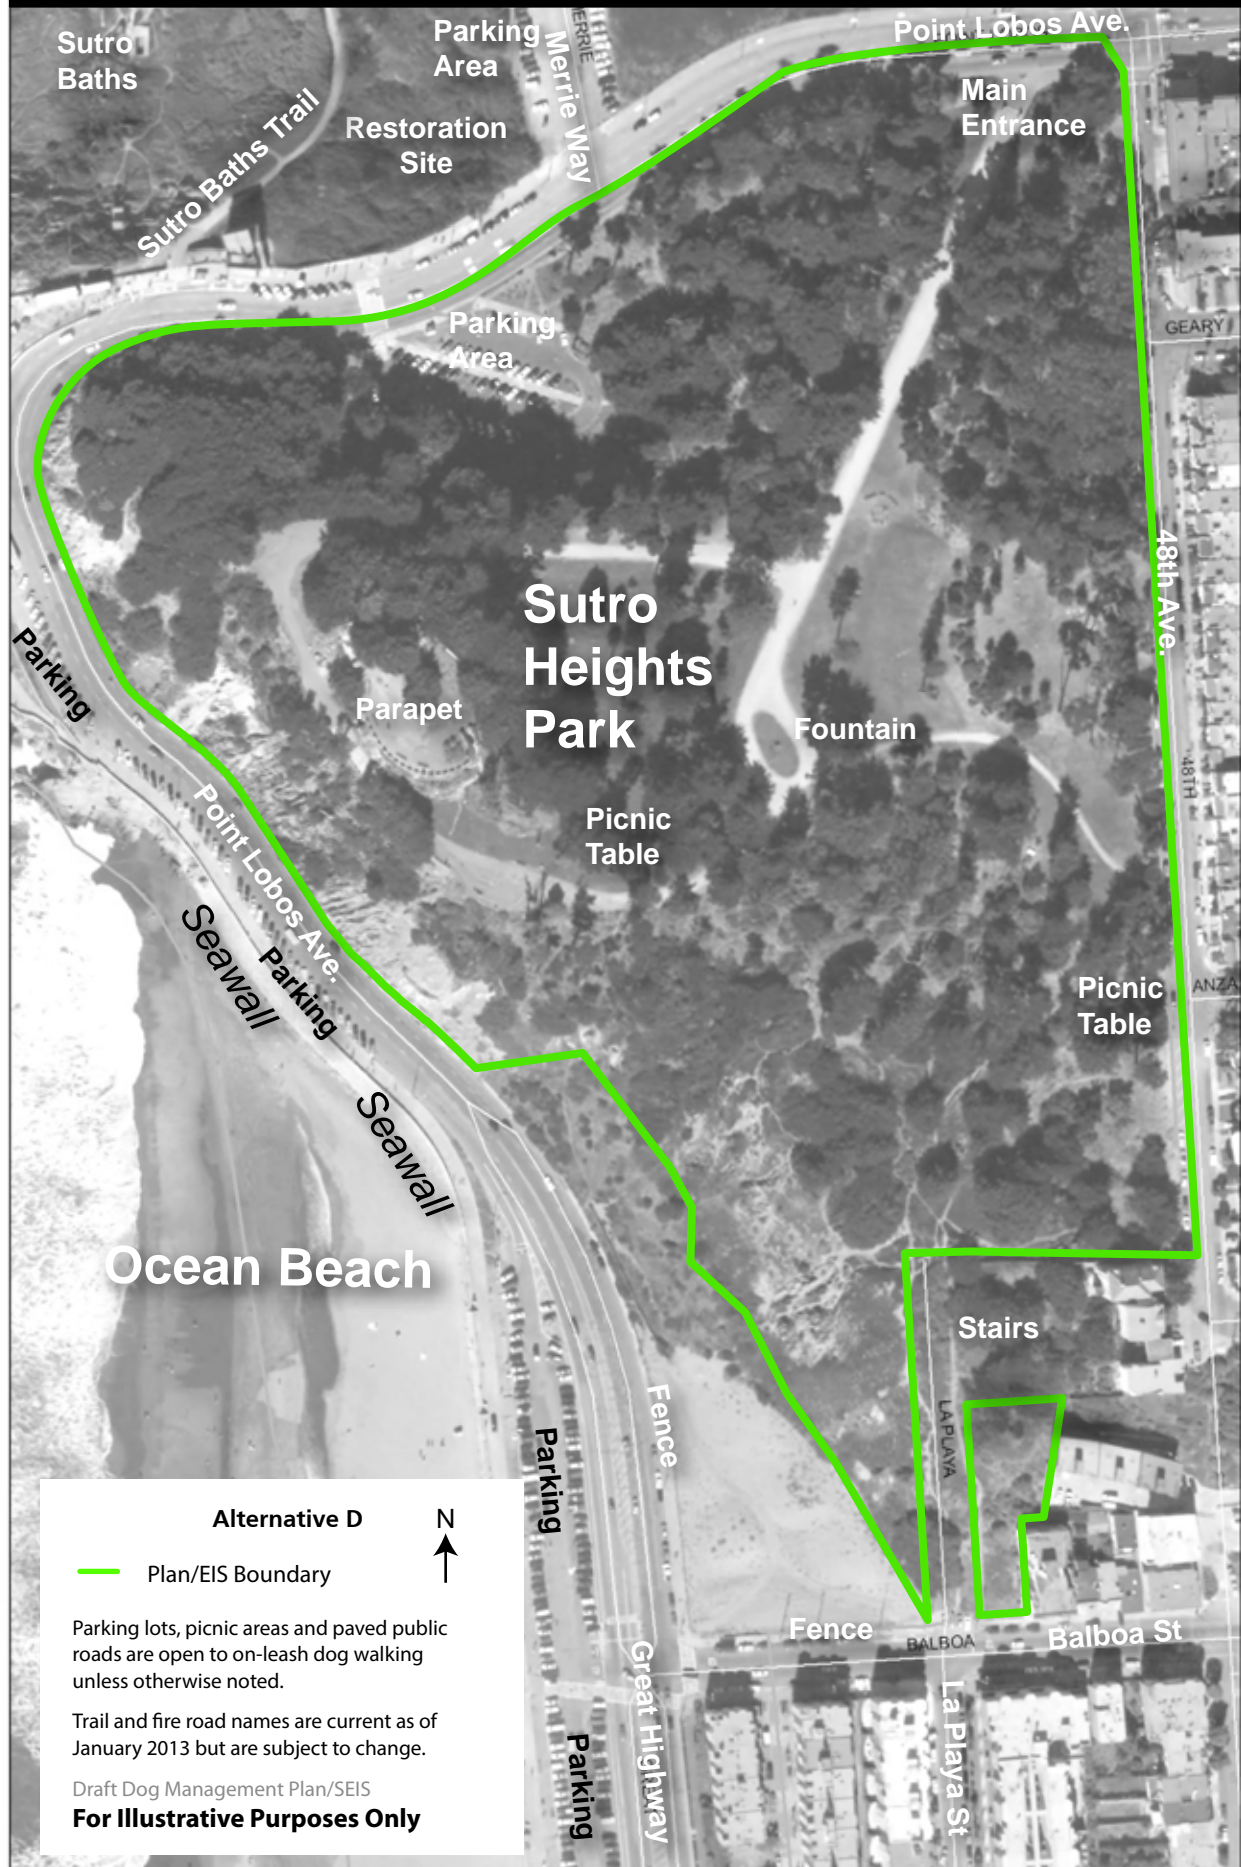 Point Lobos Ave.
Sutro
Baths
Parking
Area
MERRIE
Merrie Way
Main
Entrance
Restoration
Site
Sutro Baths Trail
Parking
Area
GEARY
48th Ave.
Sutro
Heights
Park
Parking
Parapet
Fountain
48TH
Picnic
Table
Point Lobos Ave.
Seawall
Parking
Picnic
Table
ANZA
Seawall
Ocean Beach
Stairs
Fence
LA PLAYA
Parking
Fence
BALBOA
Balboa St
Great Highway
La Playa St
Parking
Alternative D
N
Plan/EIS Boundary
Parking lots, picnic areas and paved public
roads are open to on-leash dog walking
unless otherwise noted.
Trail and fire road names are current as of
January 2013 but are subject to change.
Draft Dog Management Plan/SEIS
For Illustrative Purposes Only